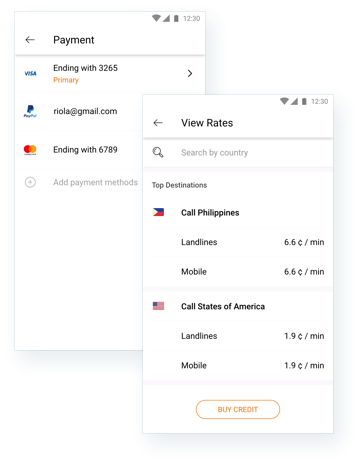 12:30
Payment
VISA
Ending with 3265
Primary
PayPal
riola@gmail.com
Ending with 6789
Add payment methods
12:30
View Rates
Search by country
Top Destinations
Call Philippines
Landlines 6.6 ¢ / min
Mobile 6.6 ¢ / min
Call States of America
Landlines 1.9 ¢ / min
Mobile 1.9 ¢ / min
BUY CREDIT